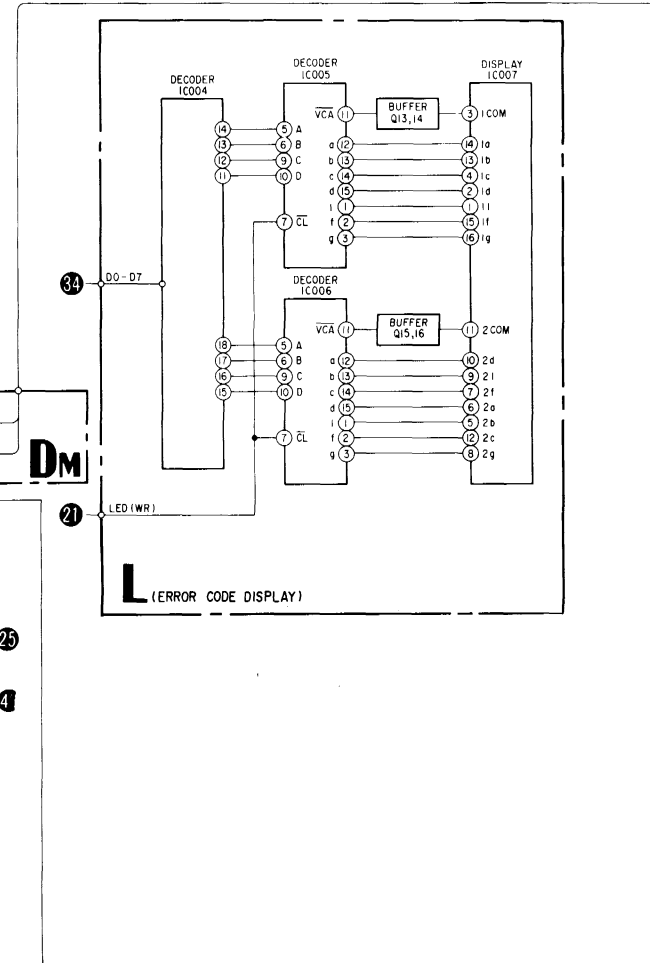 DECODER
IC004
DECODER
IC005
DISPLAY
IC007
VCA 11 BUFFER
Q13,14 3 1COM
14 5 A a 12 14 1a
13 6 B b 13 13 1b
12 9 C c 14 4 1c
11 10 D d 15 2 1d
i 1 1 1i
7 CL f 2 15 1f
g 3 16 1g
34 D0-D7
DECODER
IC006
VCA 11 BUFFER
Q15,16 11 2COM
18 5 A a 12 10 2d
17 6 B b 13 9 2i
16 9 C c 14 7 2f
15 10 D d 15 6 2a
i 1 5 2b
7 CL f 2 12 2c
g 3 8 2g
DM
21 LED(WR)
L (ERROR CODE DISPLAY)
25
4